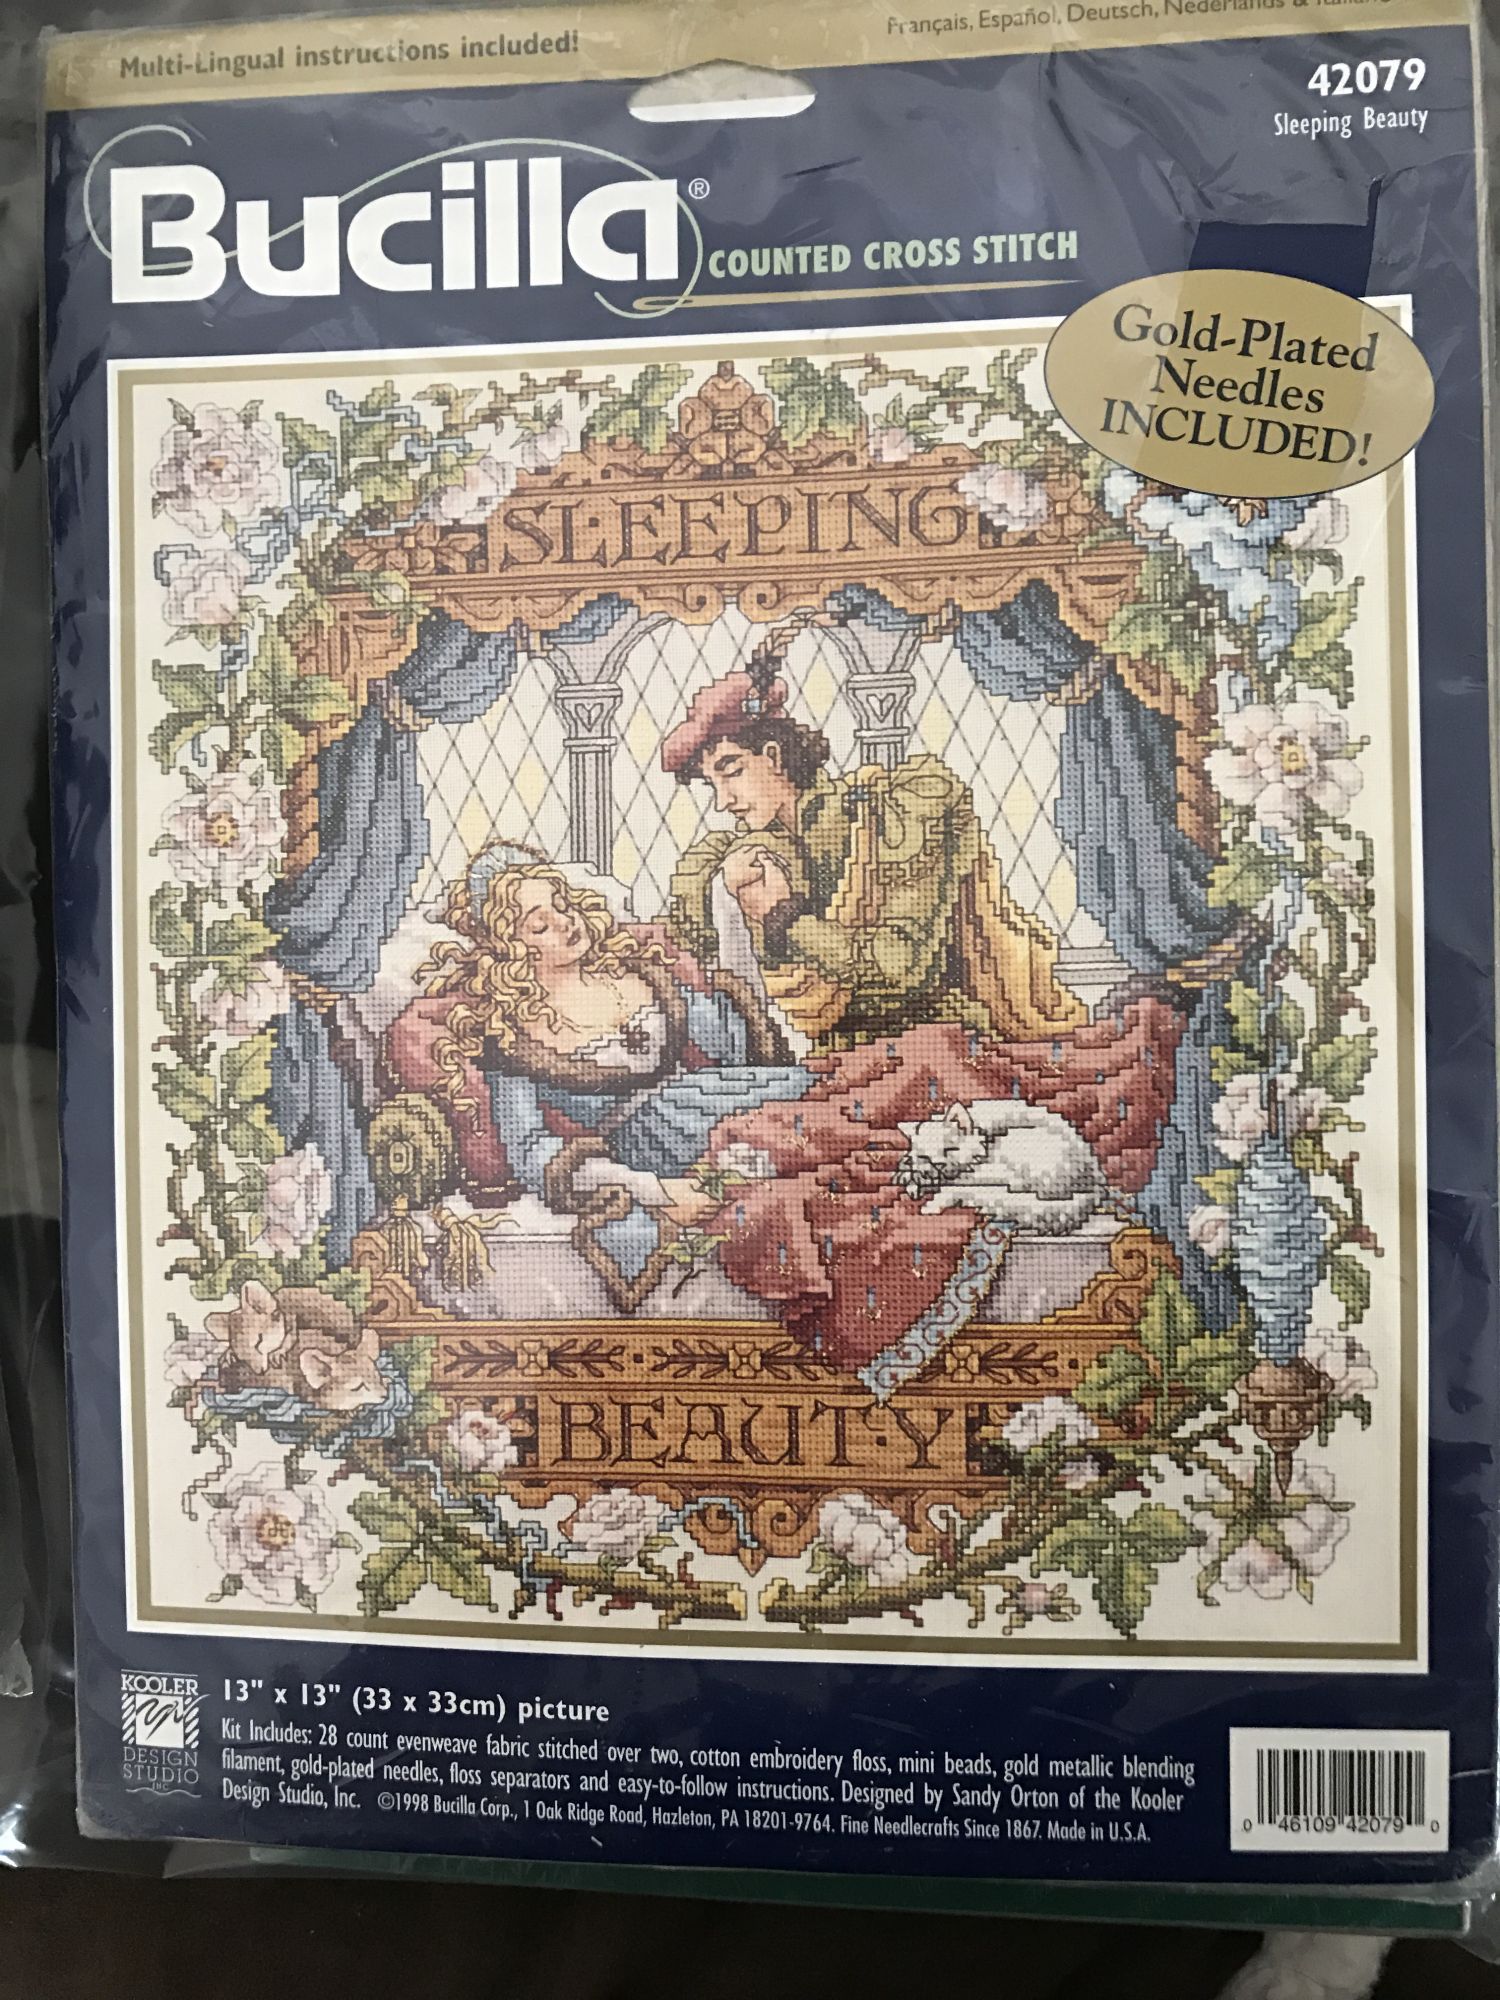 Multi-Lingual instructions included!
Français, Español, Deutsch, Nederlands &
42079
Sleeping Beauty
Bucilla®
COUNTED CROSS STITCH
Gold-Plated
Needles
INCLUDED!
SLEEPING
BEAUTY
KOOLER
DESIGN
STUDIO
INC
13" x 13" (33 x 33cm) picture
Kit Includes: 28 count evenweave fabric stitched over two, cotton embroidery floss, mini beads, gold metallic blending
filament, gold-plated needles, floss separators and easy-to-follow instructions. Designed by Sandy Orton of the Kooler
Design Studio, Inc. ©1998 Bucilla Corp., 1 Oak Ridge Road, Hazleton, PA 18201-9764. Fine Needlecrafts Since 1867. Made in U.S.A.
0 46109 42079 0